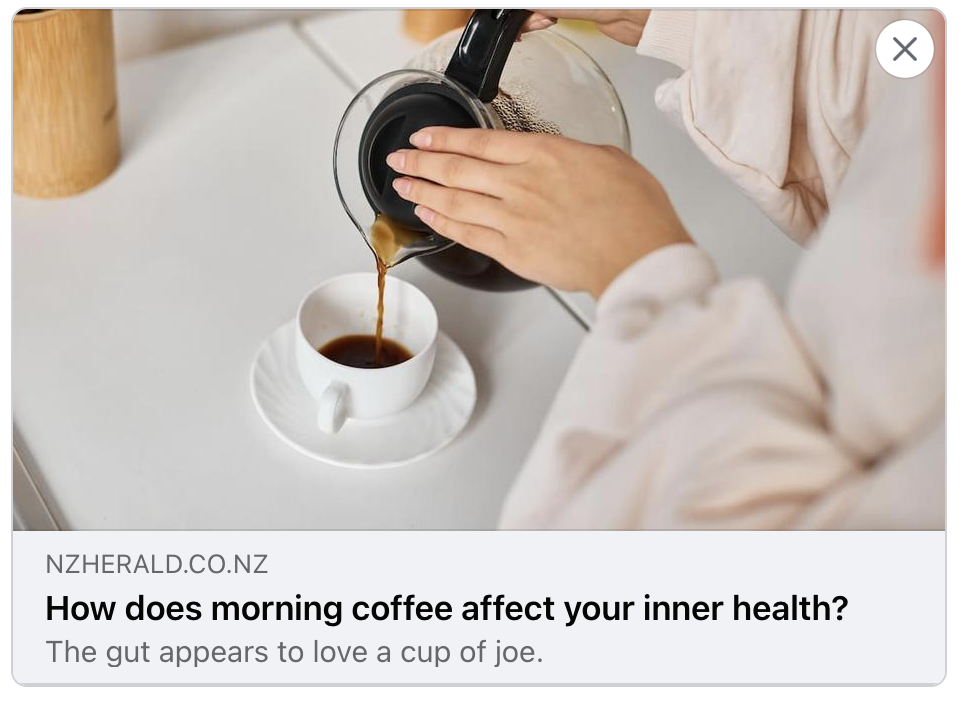 NZHERALD.CO.NZ
How does morning coffee affect your inner health?
The gut appears to love a cup of joe.